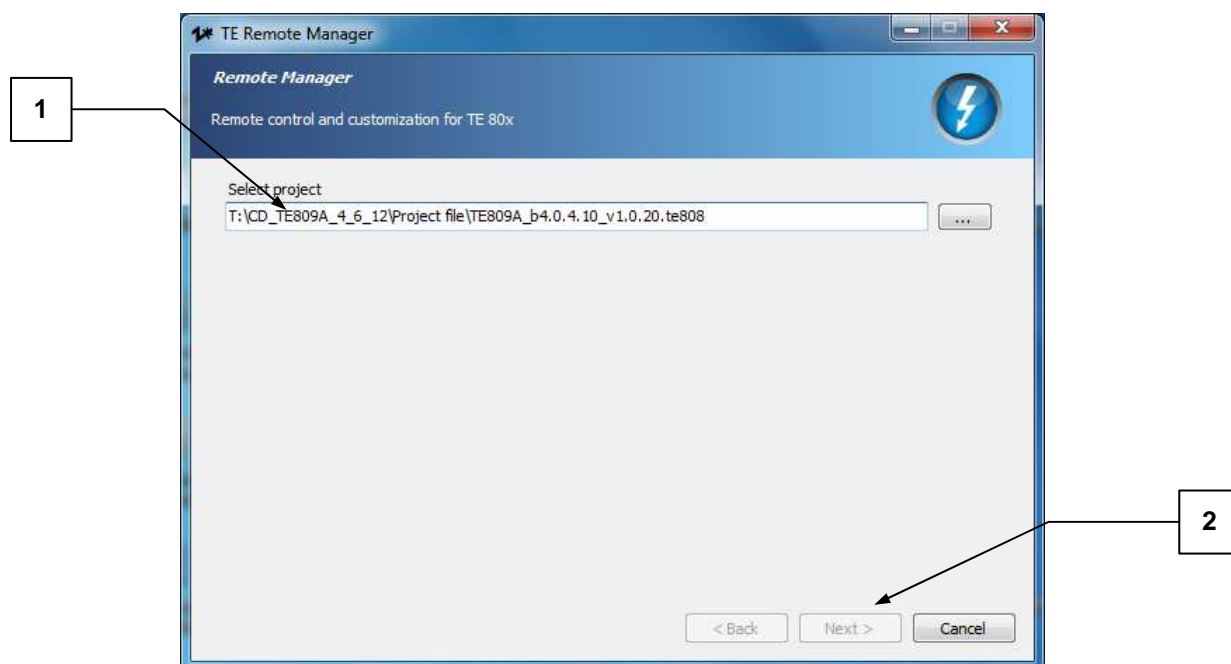 TE Remote Manager
Remote Manager
1
Remote control and customization for TE 80x
Select project
T:\CD_TE809A_4_6_12\Project file\TE809A_b4.0.4.10_v1.0.20.te808
...
2
< Back
Next >
Cancel